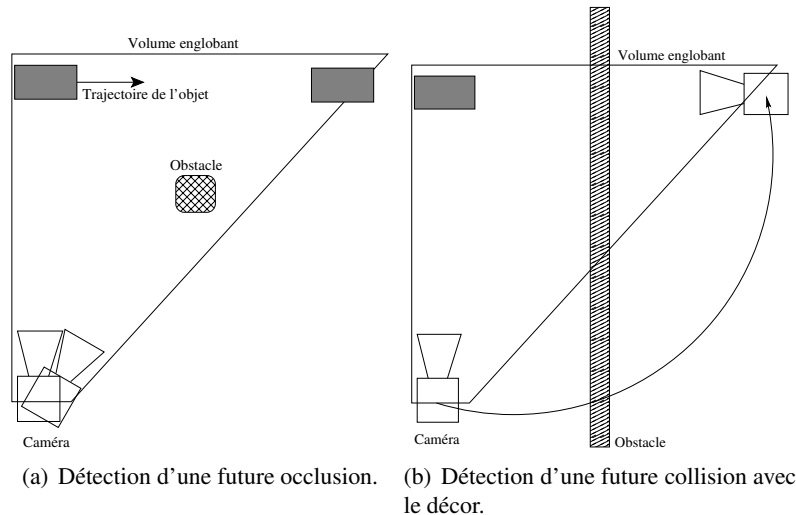 Volume englobant
Trajectoire de l'objet
Obstacle
Caméra
(a) Détection d'une future occlusion.
Volume englobant
Caméra
Obstacle
(b) Détection d'une future collision avec
le décor.